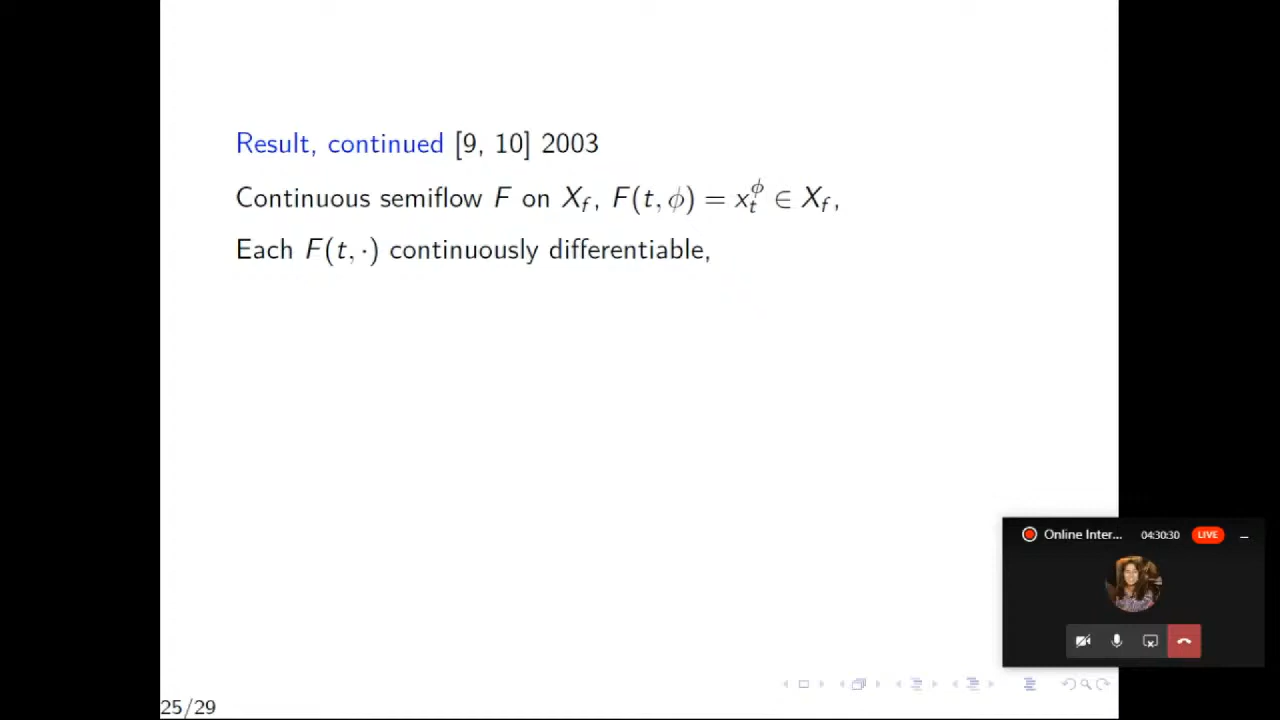 Result, continued [9, 10] 2003
Continuous semiflow F on X_f, F(t, ϕ) = x_t^ϕ ∈ X_f,
Each F(t, ·) continuously differentiable,
Online Inter... 04:30:30 LIVE
25/29